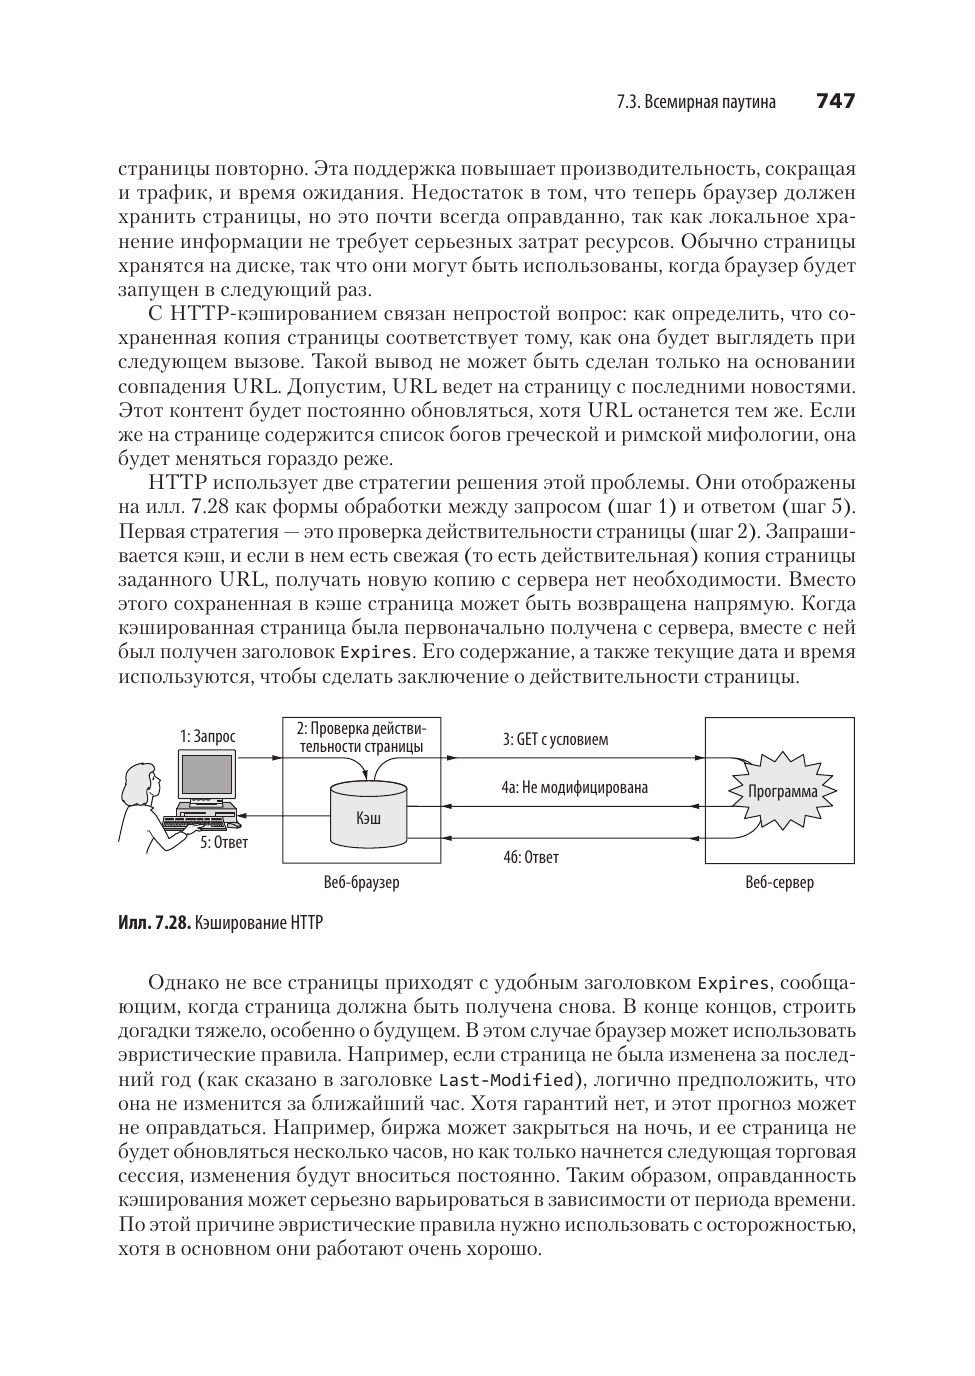 7.3. Всемирная паутина 747
страницы повторно. Эта поддержка повышает производительность, сокращая
и трафик, и время ожидания. Недостаток в том, что теперь браузер должен
хранить страницы, но это почти всегда оправданно, так как локальное хра-
нение информации не требует серьезных затрат ресурсов. Обычно страницы
хранятся на диске, так что они могут быть использованы, когда браузер будет
запущен в следующий раз.
С HTTP-кэшированием связан непростой вопрос: как определить, что со-
храненная копия страницы соответствует тому, как она будет выглядеть при
следующем вызове. Такой вывод не может быть сделан только на основании
совпадения URL. Допустим, URL ведет на страницу с последними новостями.
Этот контент будет постоянно обновляться, хотя URL останется тем же. Если
же на странице содержится список богов греческой и римской мифологии, она
будет меняться гораздо реже.
HTTP использует две стратегии решения этой проблемы. Они отображены
на илл. 7.28 как формы обработки между запросом (шаг 1) и ответом (шаг 5).
Первая стратегия — это проверка действительности страницы (шаг 2). Запраши-
вается кэш, и если в нем есть свежая (то есть действительная) копия страницы
заданного URL, получать новую копию с сервера нет необходимости. Вместо
этого сохраненная в кэше страница может быть возвращена напрямую. Когда
кэшированная страница была первоначально получена с сервера, вместе с ней
был получен заголовок Expires. Его содержание, а также текущие дата и время
используются, чтобы сделать заключение о действительности страницы.
1: Запрос
2: Проверка действи-
тельности страницы
3: GET с условием
4а: Не модифицирована
Программа
Кэш
5: Ответ
4б: Ответ
Веб-браузер
Веб-сервер
Илл. 7.28. Кэширование HTTP
Однако не все страницы приходят с удобным заголовком Expires, сообща-
ющим, когда страница должна быть получена снова. В конце концов, строить
догадки тяжело, особенно о будущем. В этом случае браузер может использовать
эвристические правила. Например, если страница не была изменена за послед-
ний год (как сказано в заголовке Last-Modified), логично предположить, что
она не изменится за ближайший час. Хотя гарантий нет, и этот прогноз может
не оправдаться. Например, биржа может закрыться на ночь, и ее страница не
будет обновляться несколько часов, но как только начнется следующая торговая
сессия, изменения будут вноситься постоянно. Таким образом, оправданность
кэширования может серьезно варьироваться в зависимости от периода времени.
По этой причине эвристические правила нужно использовать с осторожностью,
хотя в основном они работают очень хорошо.